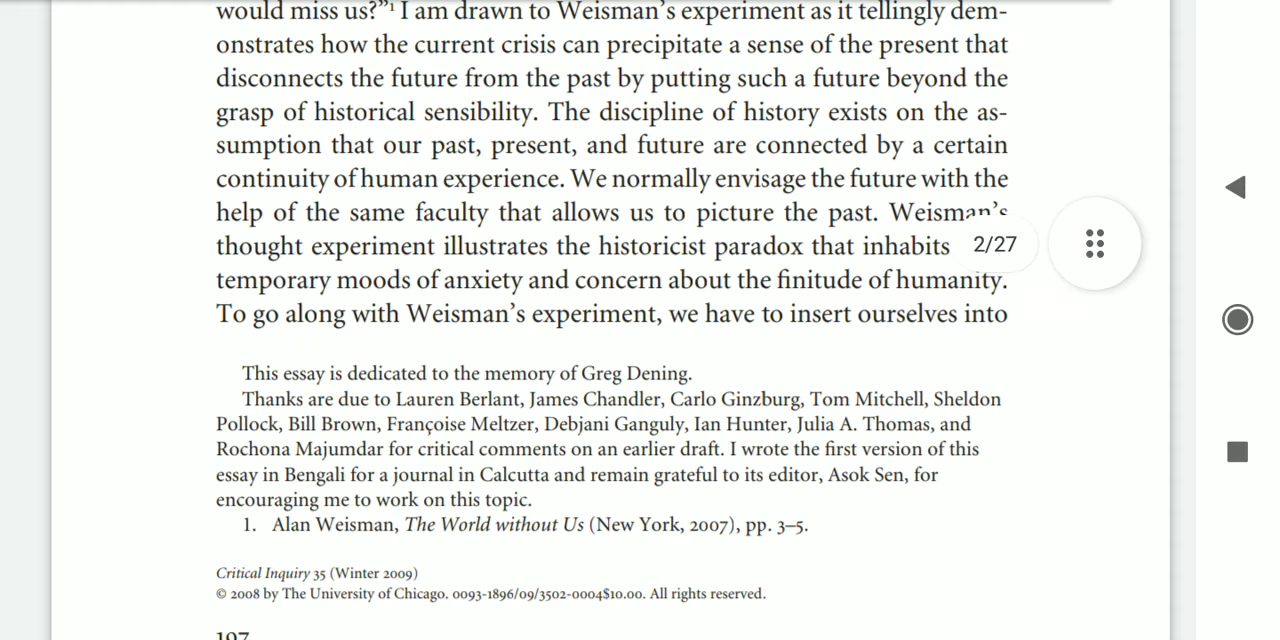 would miss us?”¹ I am drawn to Weisman’s experiment as it tellingly dem-
onstrates how the current crisis can precipitate a sense of the present that
disconnects the future from the past by putting such a future beyond the
grasp of historical sensibility. The discipline of history exists on the as-
sumption that our past, present, and future are connected by a certain
continuity of human experience. We normally envisage the future with the
help of the same faculty that allows us to picture the past. Weisman’s
thought experiment illustrates the historicist paradox that inhabits
2/27
temporary moods of anxiety and concern about the finitude of humanity.
To go along with Weisman’s experiment, we have to insert ourselves into
This essay is dedicated to the memory of Greg Dening.
Thanks are due to Lauren Berlant, James Chandler, Carlo Ginzburg, Tom Mitchell, Sheldon
Pollock, Bill Brown, Françoise Meltzer, Debjani Ganguly, Ian Hunter, Julia A. Thomas, and
Rochona Majumdar for critical comments on an earlier draft. I wrote the first version of this
essay in Bengali for a journal in Calcutta and remain grateful to its editor, Asok Sen, for
encouraging me to work on this topic.
1. Alan Weisman, The World without Us (New York, 2007), pp. 3–5.
Critical Inquiry 35 (Winter 2009)
© 2008 by The University of Chicago. 0093-1896/09/3502-0004$10.00. All rights reserved.
197